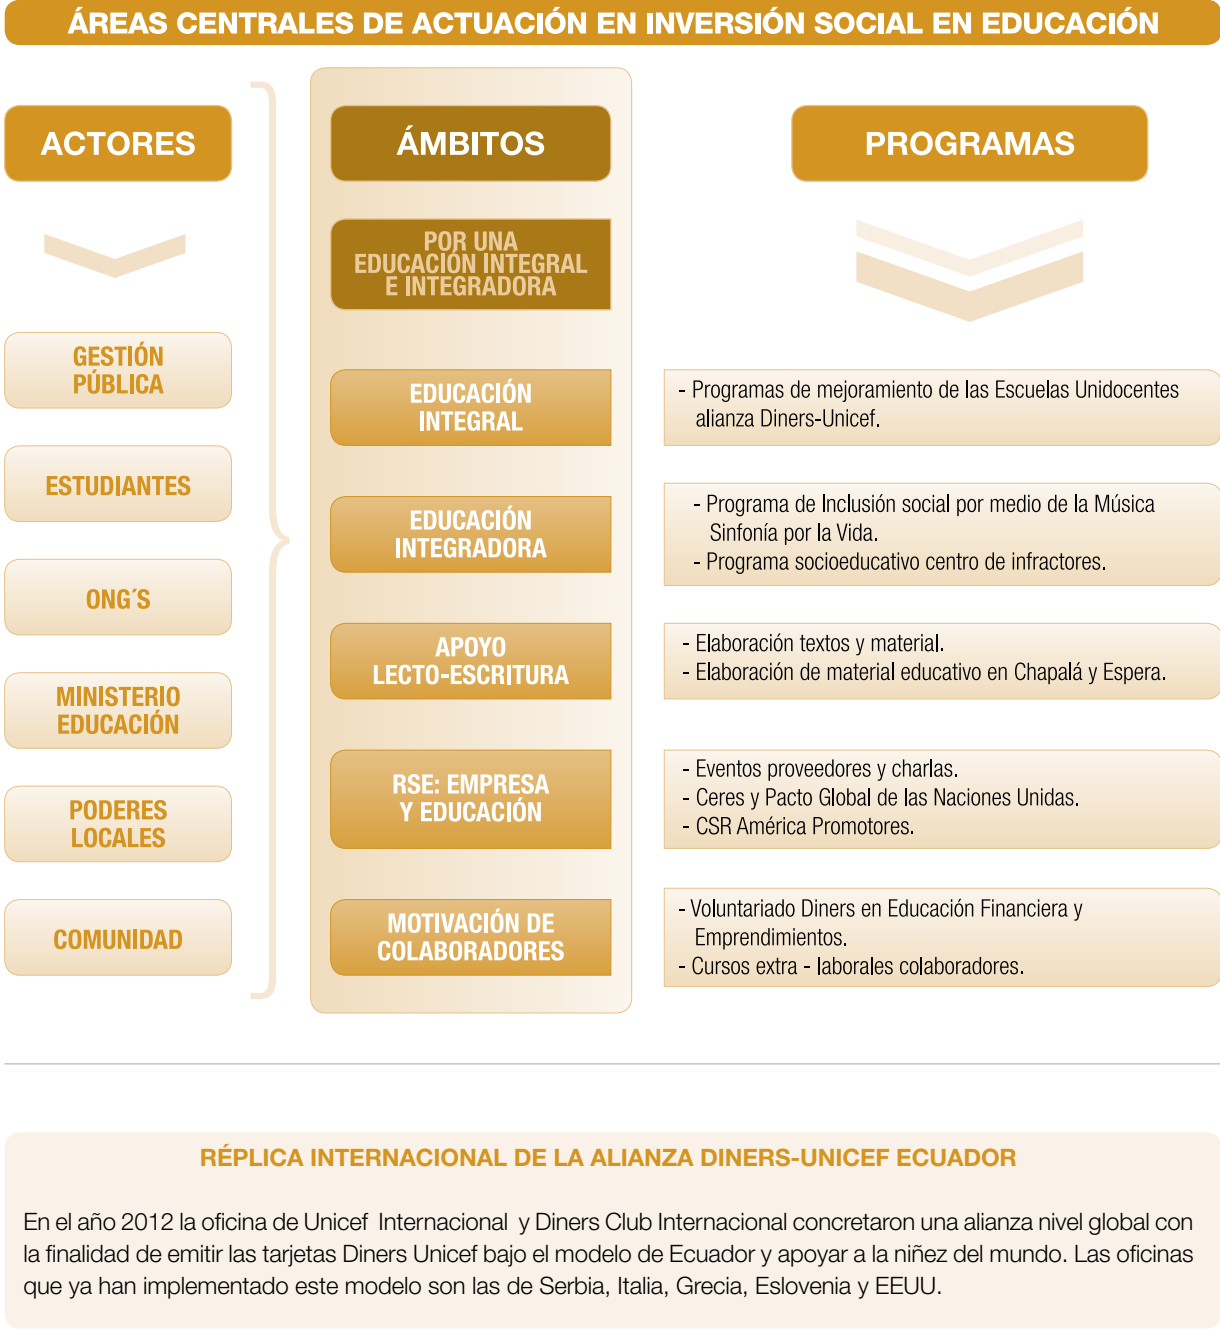 ÁREAS CENTRALES DE ACTUACIÓN EN INVERSIÓN SOCIAL EN EDUCACIÓN
ACTORES
GESTIÓN
PÚBLICA
ESTUDIANTES
ONG´S
MINISTERIO
EDUCACIÓN
PODERES
LOCALES
COMUNIDAD
ÁMBITOS
POR UNA
EDUCACIÓN INTEGRAL
E INTEGRADORA
PROGRAMAS
EDUCACIÓN
INTEGRAL
- Programas de mejoramiento de las Escuelas Unidocentes
alianza Diners-Unicef.
EDUCACIÓN
INTEGRADORA
- Programa de Inclusión social por medio de la Música
Sinfonía por la Vida.
- Programa socioeducativo centro de infractores.
APOYO
LECTO-ESCRITURA
- Elaboración textos y material.
- Elaboración de material educativo en Chapalá y Espera.
RSE: EMPRESA
Y EDUCACIÓN
- Eventos proveedores y charlas.
- Ceres y Pacto Global de las Naciones Unidas.
- CSR América Promotores.
MOTIVACIÓN DE
COLABORADORES
- Voluntariado Diners en Educación Financiera y
Emprendimientos.
- Cursos extra - laborales colaboradores.
RÉPLICA INTERNACIONAL DE LA ALIANZA DINERS-UNICEF ECUADOR
En el año 2012 la oficina de Unicef Internacional y Diners Club Internacional concretaron una alianza nivel global con
la finalidad de emitir las tarjetas Diners Unicef bajo el modelo de Ecuador y apoyar a la niñez del mundo. Las oficinas
que ya han implementado este modelo son las de Serbia, Italia, Grecia, Eslovenia y EEUU.